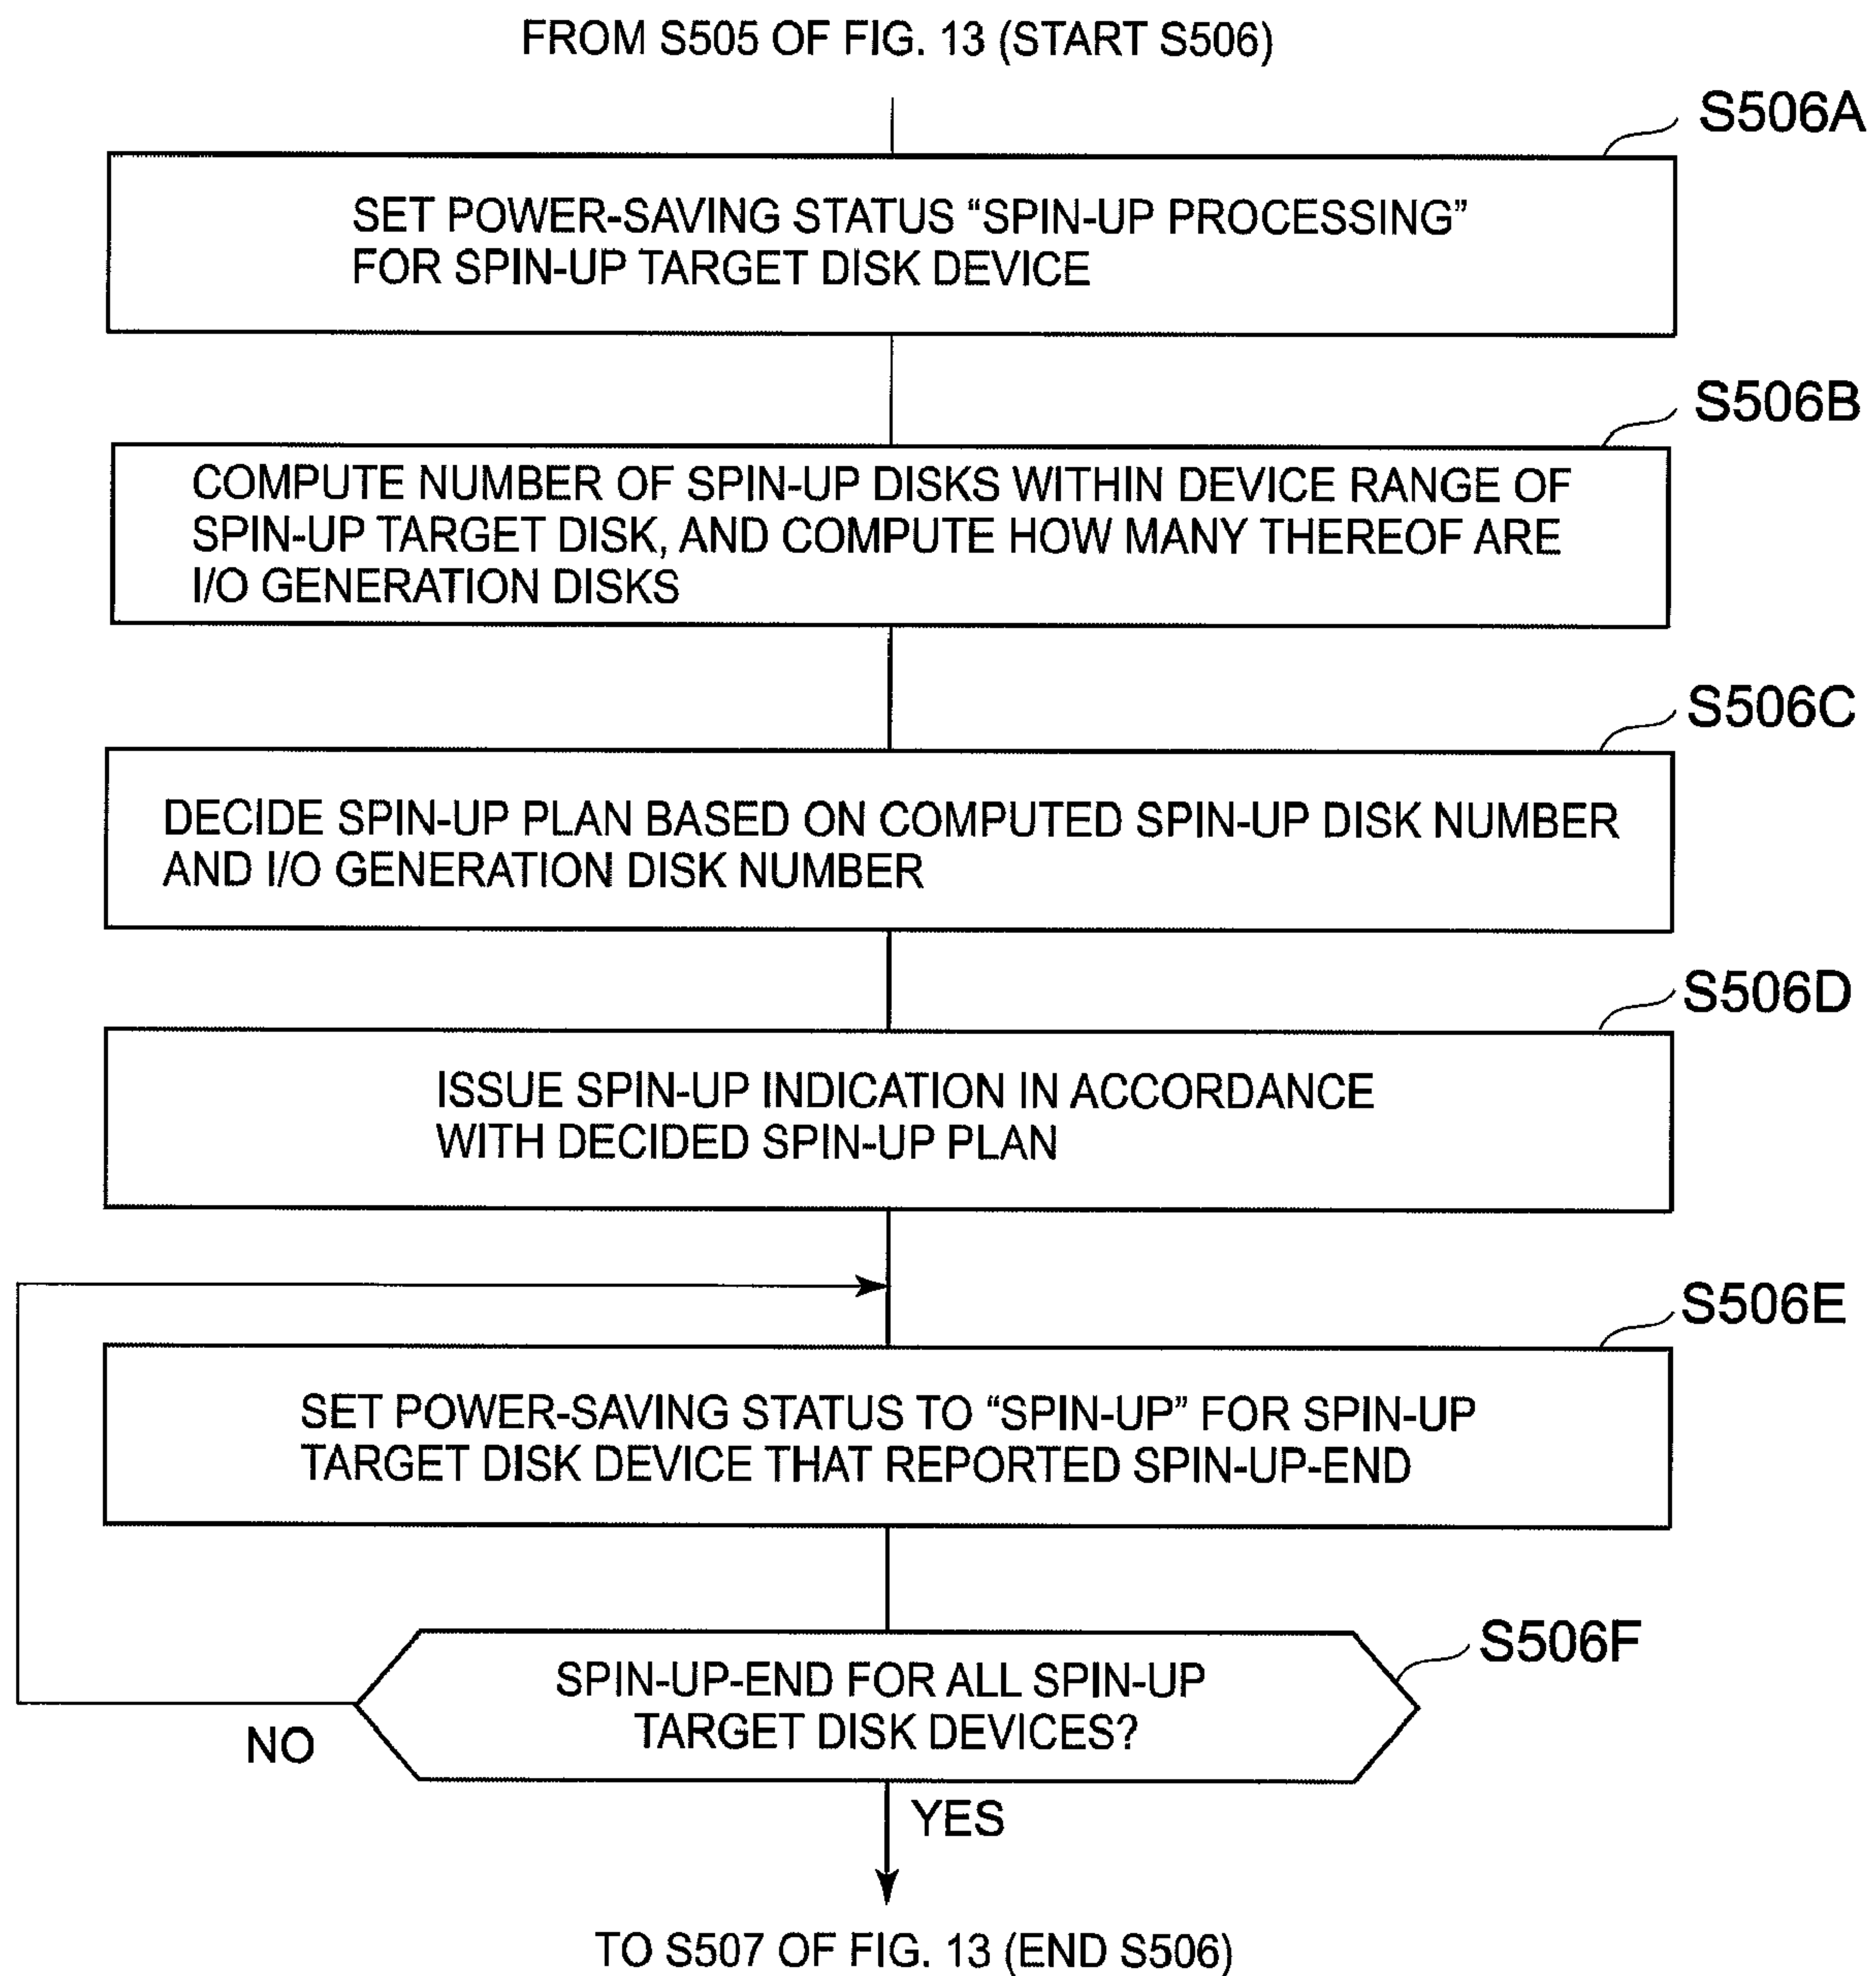 FROM S505 OF FIG. 13 (START S506)
S506A
SET POWER-SAVING STATUS “SPIN-UP PROCESSING”
FOR SPIN-UP TARGET DISK DEVICE
S506B
COMPUTE NUMBER OF SPIN-UP DISKS WITHIN DEVICE RANGE OF
SPIN-UP TARGET DISK, AND COMPUTE HOW MANY THEREOF ARE
I/O GENERATION DISKS
S506C
DECIDE SPIN-UP PLAN BASED ON COMPUTED SPIN-UP DISK NUMBER
AND I/O GENERATION DISK NUMBER
S506D
ISSUE SPIN-UP INDICATION IN ACCORDANCE
WITH DECIDED SPIN-UP PLAN
S506E
SET POWER-SAVING STATUS TO “SPIN-UP” FOR SPIN-UP
TARGET DISK DEVICE THAT REPORTED SPIN-UP-END
S506F
SPIN-UP-END FOR ALL SPIN-UP
TARGET DISK DEVICES?
NO
YES
TO S507 OF FIG. 13 (END S506)